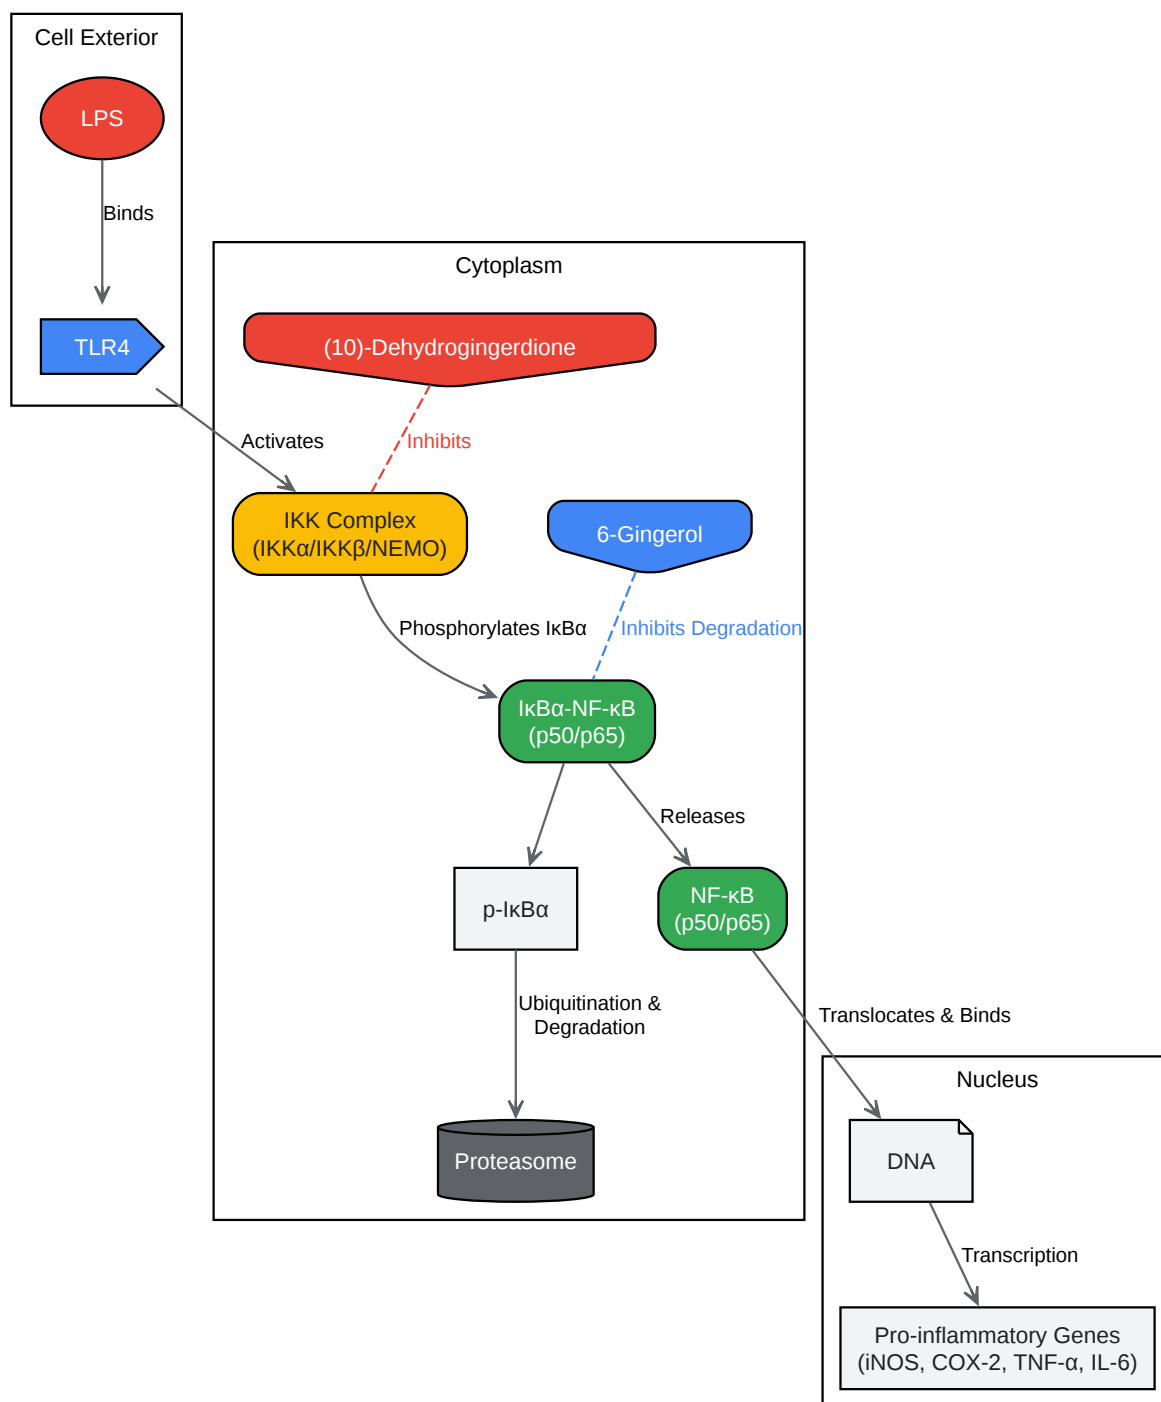 Cell Exterior
LPS
Binds
TLR4
Activates
Cytoplasm
(10)-Dehydrogingerdione
Inhibits
IKK Complex
(IKKα/IKKβ/NEMO)
6-Gingerol
Phosphorylates IκBα
Inhibits Degradation
IκBα-NF-κB
(p50/p65)
Releases
p-IκBα
NF-κB
(p50/p65)
Ubiquitination &
Degradation
Translocates & Binds
Proteasome
Nucleus
DNA
Transcription
Pro-inflammatory Genes
(iNOS, COX-2, TNF-α, IL-6)